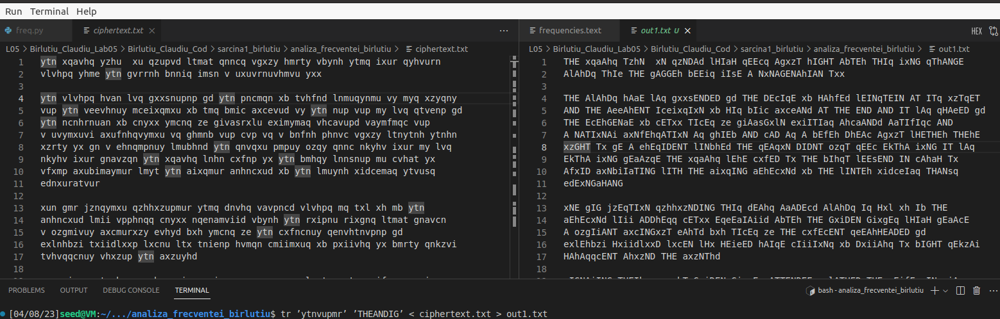 Run Terminal Help
freq.py ciphertext.txt ··· frequencies.text out1.txt U HEX
L05 > Birlutiu_Claudiu_Lab05 > Birlutiu_Claudiu_Cod > sarcina1_birlutiu > analiza_frecventei_birlutiu > ciphertext.txt
1 ytn xqavhq yzhu  xu qzupvd ltmat qnncq vgxzy hmrty vbynh ytmq ixur qyhvurn
2 vlvhpq yhme ytn gvrrnh bnniq imsn v uxuvrnuvhmvu yxx
3
4 ytn vlvhpq hvan lvq gxxsnupnp gd ytn pncmqn xb tvhfnd lnmuqynmu vy myq xzyqny
5 vup ytn veevhnuy mceixqmxu xb tmq bmic axcevud vy ytn nup vup my lvq qtvenp gd
6 ytn ncnhrnuan xb cnyxx ymcnq ze givasrxlu eximymaq vhcavupd vaymfmqc vup
7 v uvymxuvi axufnhqvymxu vq ghmnb vup cvp vq v bnfnh phnvc vgxzy ltnytnh ytnhn
8 xzrty yx gn v ehnqmpnuy lmubhnd ytn qnvqxu pmpuy ozqy qnnc nkyhv ixur my lvq
9 nkyhv ixur gnavzqn ytn xqavhq lnhn cxfnp yx ytn bmhqy lnnsnup mu cvhat yx
10 vfxmp axubimaymur lmyt ytn aixqmur anhncxud xb ytn lmuynh xidcemaq ytvusq
11 ednxuratvur
12
13 xun gmr jznqymxu qzhhxzupmur ytmq dnvhq vavpncd vlvhpq mq txl xh mb ytn
14 anhncxud lmii vpphnqq cnyxx nqenamviid vbynh ytn rxipnu rixgnq ltmat gnavcn
15 v ozgmivuy axcmurxzy evhyd bxh ymcnq ze ytn cxfncnuy qenvhtnvpnp gd
16 exlnhbzi txiidlxxp lxcnu ltx tnienp hvmqn cmiimxuq xb pxiivhq yx bmrty qnkzvi
17 tvhvqqcnuy vhxzup ytn axzuyhd
18
L05 > Birlutiu_Claudiu_Lab05 > Birlutiu_Claudiu_Cod > sarcina1_birlutiu > analiza_frecventei_birlutiu > out1.txt
1 THE xqaAhq TzhN  xN qzNDAd lHIaH qEEcq AgxzT hIGHT AbTEh THIq ixNG qThANGE
2 AlAhDq ThIe THE gAGGEh bEEiq iIsE A NxNAGENAhIAN Txx
3
4 THE AlAhDq hAaE lAq gxxsENDED gd THE DEcIqE xb HAhfEd lEINqTEIN AT ITq xzTqET
5 AND THE AeeAhENT IceixqIxN xb HIq bIic axceANd AT THE END AND IT lAq qHAeED gd
6 THE EcEhGENaE xb cETxx TIcEq ze giAasGxlN exiITIaq AhcaANDd AaTIfIqc AND
7 A NATIxNAi axNfEhqATIxN Aq ghIEb AND cAD Aq A bEfEh DhEAc AgxzT lHETHEh THEhE
8 xzGHT Tx gE A ehEqIDENT lINbhEd THE qEAqxN DIDNT ozqT qEEc EkThA ixNG IT lAq
9 EkThA ixNG gEaAzqE THE xqaAhq lEhE cxfED Tx THE bIhqT lEEsEND IN cAhaH Tx
10 AfxID axNbiIaTING lITH THE aixqING aEhEcxNd xb THE lINTEh xidceIaq THANsq
11 edExNGaHANG
12
13 xNE gIG jzEqTIxN qzhhxzNDING THIq dEAhq AaADEcd AlAhDq Iq Hxl xh Ib THE
14 aEhEcxNd lIii ADDhEqq cETxx EqeEaIAiid AbTEh THE GxiDEN GixgEq lHIaH gEaAcE
15 A ozgIiANT axcINGxzT eAhTd bxh TIcEq ze THE cxfEcENT qeEAhHEADED gd
16 exlEhbzi HxiidlxxD lxcEN lHx HEieED hAIqE cIiiIxNq xb DxiiAhq Tx bIGHT qEkzAi
17 HAhAqqcENT AhxzND THE axzNThd
18
PROBLEMS OUTPUT DEBUG CONSOLE TERMINAL bash - analiza_frecventei_birlutiu
[04/08/23]seed@VM:~/.../analiza_frecventei_birlutiu$ tr ’ytnvupmr’ ’THEANDIG’ < ciphertext.txt > out1.txt